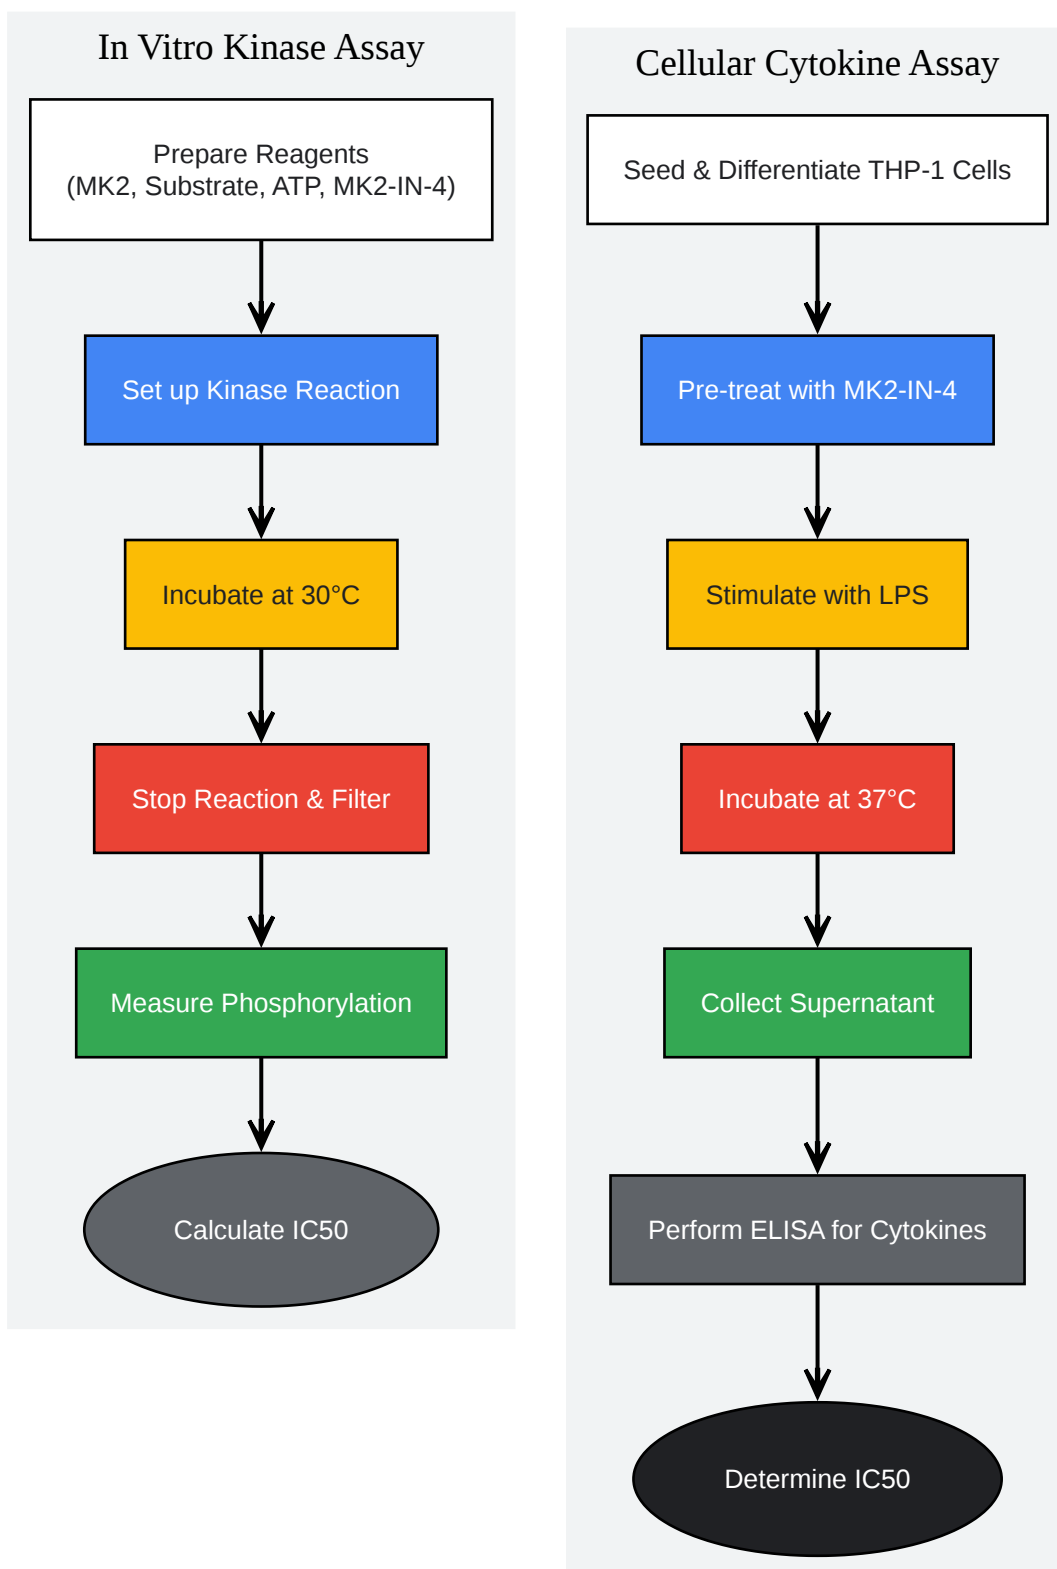 In Vitro Kinase Assay
Prepare Reagents
(MK2, Substrate, ATP, MK2-IN-4)
Set up Kinase Reaction
Incubate at 30°C
Stop Reaction & Filter
Measure Phosphorylation
Calculate IC50
Cellular Cytokine Assay
Seed & Differentiate THP-1 Cells
Pre-treat with MK2-IN-4
Stimulate with LPS
Incubate at 37°C
Collect Supernatant
Perform ELISA for Cytokines
Determine IC50